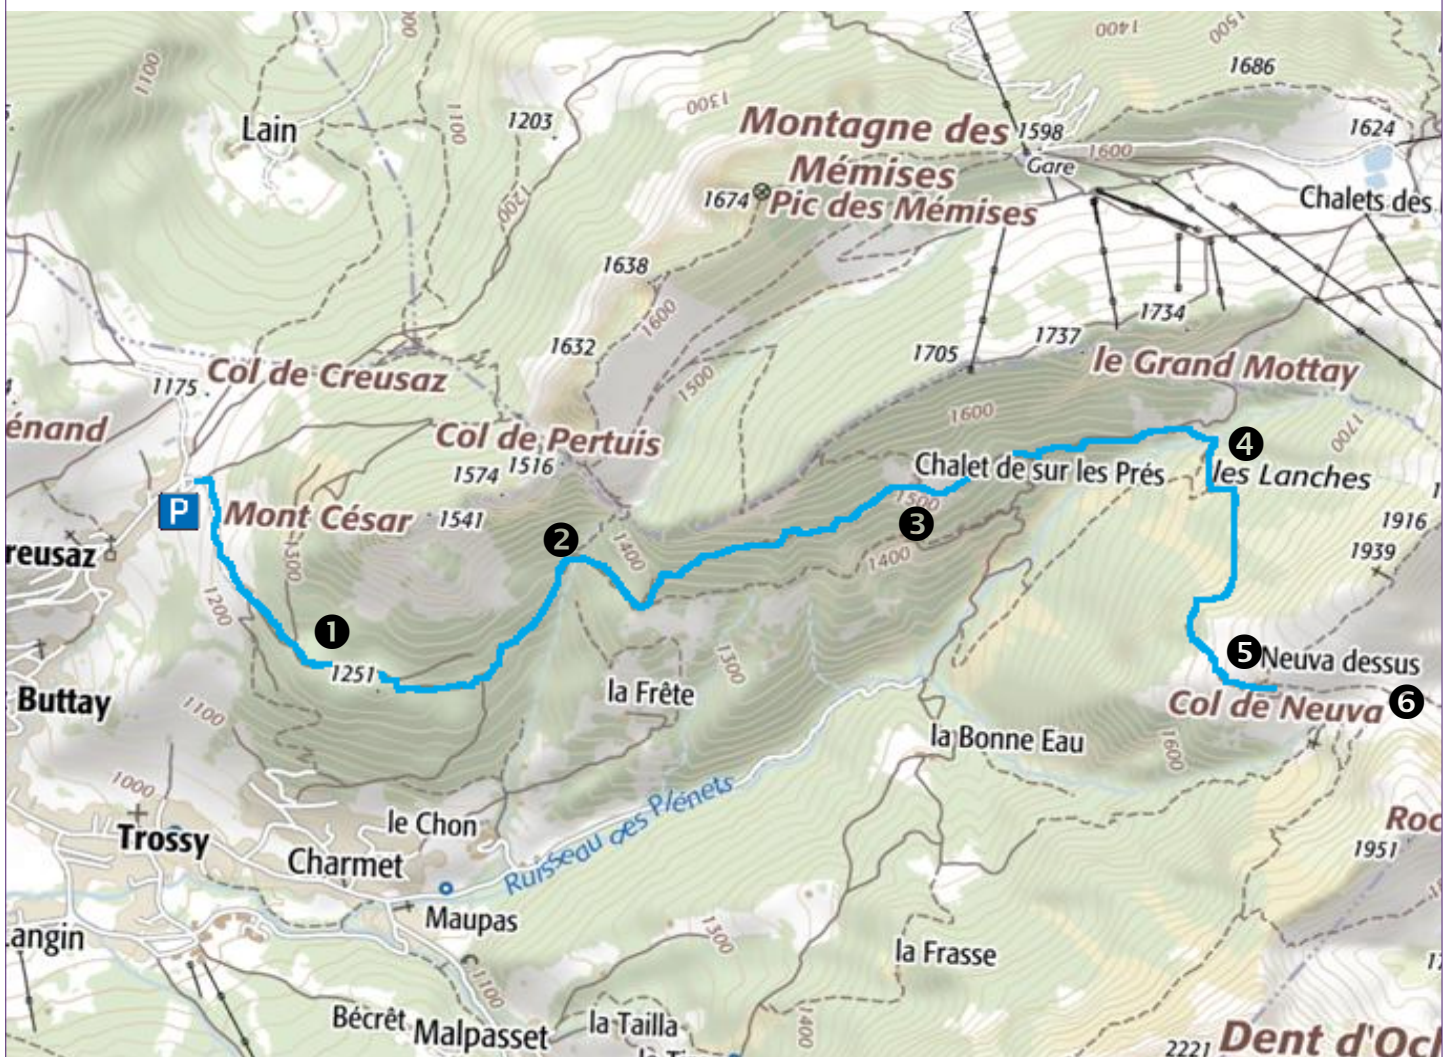 1400
1500
1686
1100
1300
1203
1100
Lain
Montagne des
Mémises
1598
Gare
1600
1624
1674
Pic des Mémises
Chalets des
1200
1638
1600
1734
1737
1705
1632
le Grand Mottay
1175
Col de Creusaz
1500
1600
1700
énand
Col de Pertuis
1574
1516
Chalet de sur les Prés
4
les Lanches
P
Mont César
1541
1500
3
1916
2
1400
1400
1939
reusaz
1300
1200
1
1251
1300
5
Neuva dessus
Buttay
la Frête
Col de Neuva
6
1100
la Bonne Eau
1600
1000
Ruisseau des Plénets
Trossy
le Chon
Roc
1951
Charmet
Maupas
1300
angin
la Frasse
1100
Bécrêt
Malpasset
la Tailla
1400
2221
Dent d'Ocl